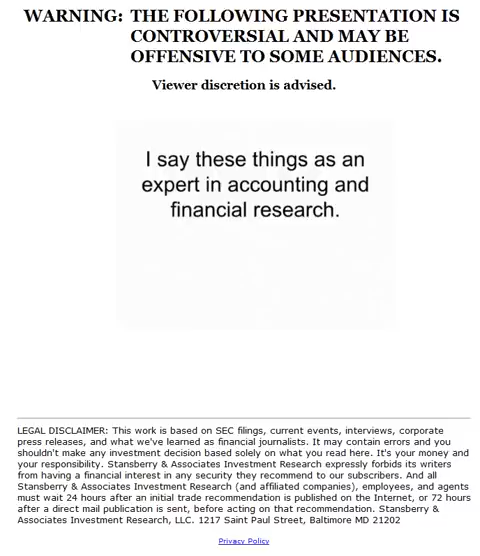 WARNING: THE FOLLOWING PRESENTATION IS
CONTROVERSIAL AND MAY BE
OFFENSIVE TO SOME AUDIENCES.
Viewer discretion is advised.
I say these things as an
expert in accounting and
financial research.
LEGAL DISCLAIMER: This work is based on SEC filings, current events, interviews, corporate
press releases, and what we've learned as financial journalists. It may contain errors and you
shouldn't make any investment decision based solely on what you read here. It's your money and
your responsibility. Stansberry & Associates Investment Research expressly forbids its writers
from having a financial interest in any security they recommend to our subscribers. And all
Stansberry & Associates Investment Research (and affiliated companies), employees, and agents
must wait 24 hours after an initial trade recommendation is published on the Internet, or 72 hours
after a direct mail publication is sent, before acting on that recommendation. Stansberry &
Associates Investment Research, LLC. 1217 Saint Paul Street, Baltimore MD 21202
Privacy Policy